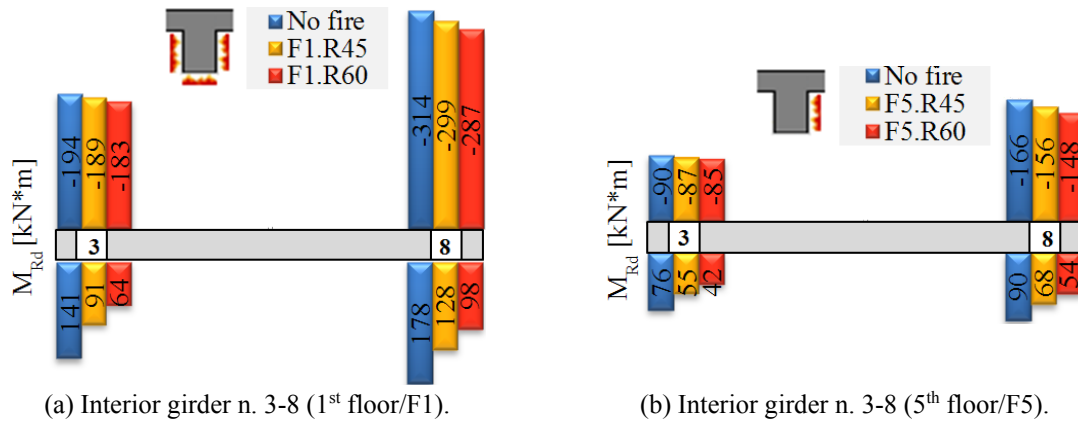 No fire
F1.R45
F1.R60
M_Rd [kN*m]
-194
-189
-183
-314
-299
-287
3
8
141
91
64
178
128
98
(a) Interior girder n. 3-8 (1st floor/F1).
No fire
F5.R45
F5.R60
M_Rd [kN*m]
-90
-87
-85
-166
-156
-148
3
8
76
55
42
90
68
54
(b) Interior girder n. 3-8 (5th floor/F5).